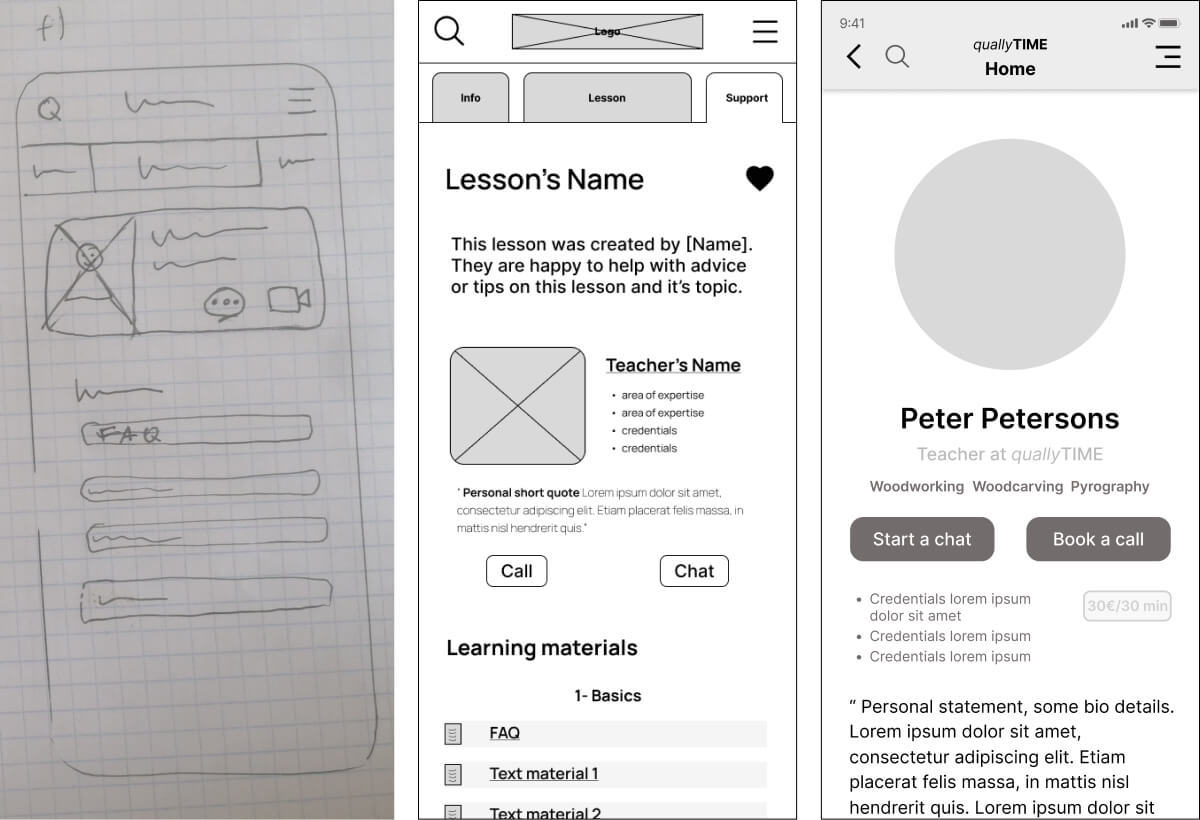 f)
FAQ
Logo
Info
Lesson
Support
Lesson's Name
This lesson was created by [Name].
They are happy to help with advice
or tips on this lesson and it's topic.
Teacher's Name
• area of expertise
• area of expertise
• credentials
• credentials
" Personal short quote Lorem ipsum dolor sit amet,
consectetur adipiscing elit. Etiam placerat felis massa, in
mattis nisl hendrerit quis."
Call
Chat
Learning materials
1- Basics
FAQ
Text material 1
Text material 2
9:41
quallyTIME
Home
Peter Petersons
Teacher at quallyTIME
Woodworking Woodcarving Pyrography
Start a chat
Book a call
• Credentials lorem ipsum
dolor sit amet
• Credentials lorem ipsum
• Credentials lorem ipsum
30€/30 min
“ Personal statement, some bio details.
Lorem ipsum dolor sit amet,
consectetur adipiscing elit. Etiam
placerat felis massa, in mattis nisl
hendrerit quis. Lorem ipsum dolor sit